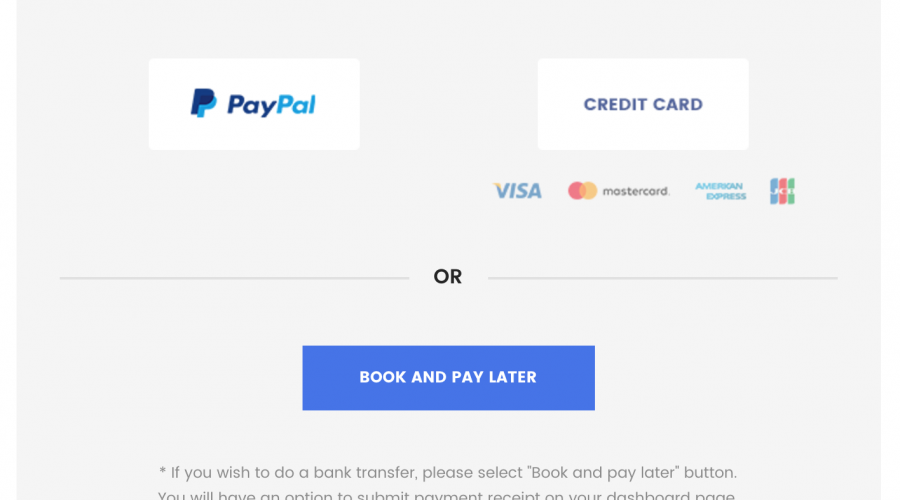 PayPal
CREDIT CARD
VISA
mastercard.
AMERICAN
EXPRESS
JCB
OR
BOOK AND PAY LATER
* If you wish to do a bank transfer, please select "Book and pay later" button.
You will have an option to submit payment receipt on your dashboard page.